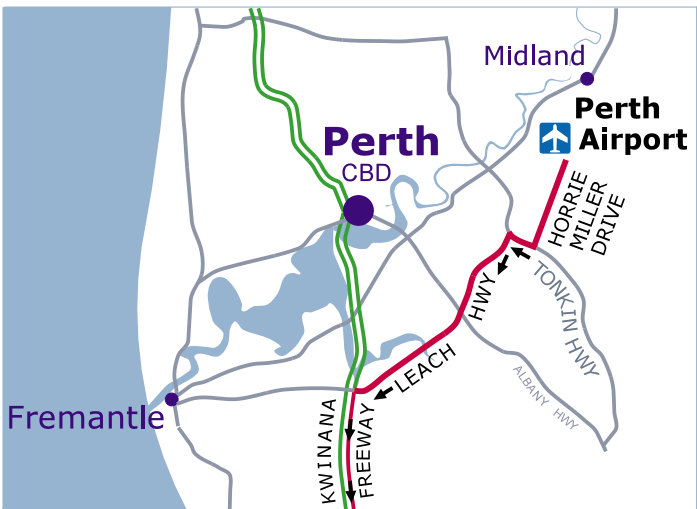 Midland
Perth
Airport
Perth
CBD
HORRIE
MILLER
DRIVE
TONKIN HWY
HWY
LEACH
ALBANY HWY
Fremantle
KWINANA
FREEWAY